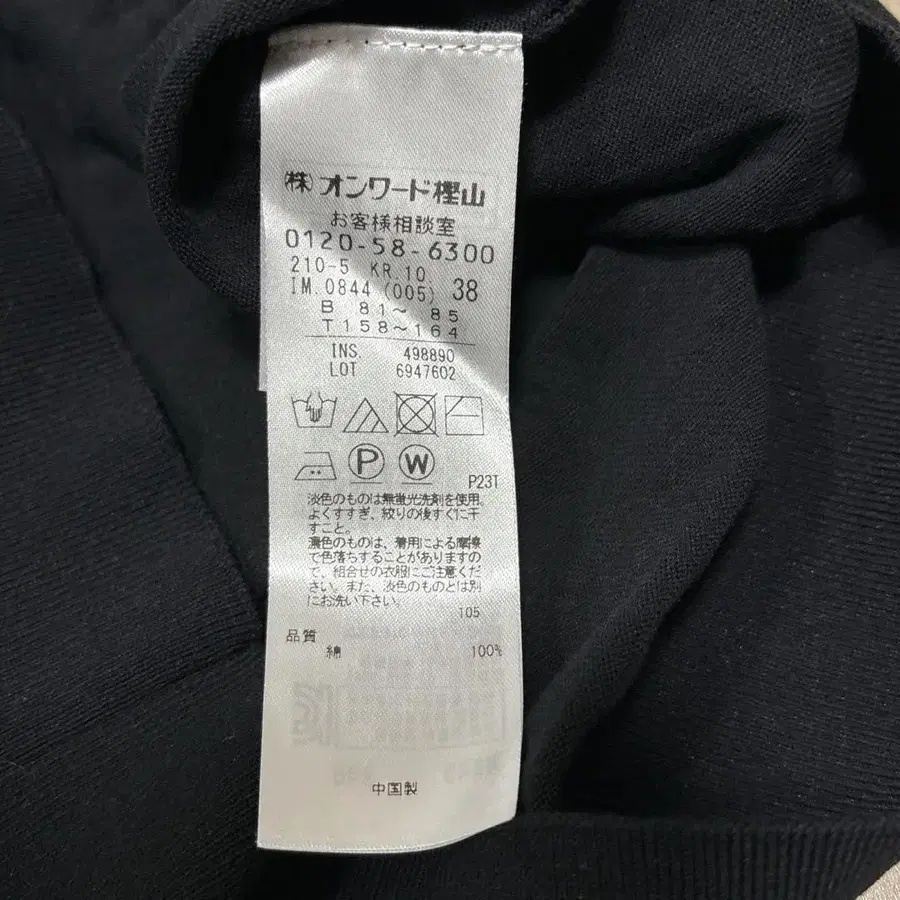 ㈱オンワード樫山
お客様相談室
0120-58-6300
210-5 KR.10
IM.0844 (005) 38
B 81～ 85
T158～164
INS. 498890
LOT 6947602
P W
P23T
淡色のものは無蛍光洗剤を使用,
よくすすぎ、絞りの後すぐに干
すこと。
濃色のものは、着用による摩擦
で色落ちすることがありますの
で、組合せの衣服にご注意くだ
さい。また、淡色のものとは別
にお洗い下さい。
105
品質
綿 100%
中国製